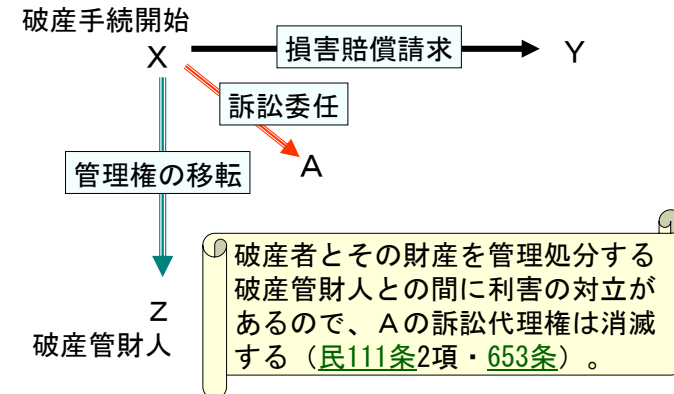 破産手続開始
X
損害賠償請求
Y
訴訟委任
A
管理権の移転
Z
破産管財人
破産者とその財産を管理処分する
破産管財人との間に利害の対立が
あるので、Aの訴訟代理権は消滅
する（民111条2項・653条）。